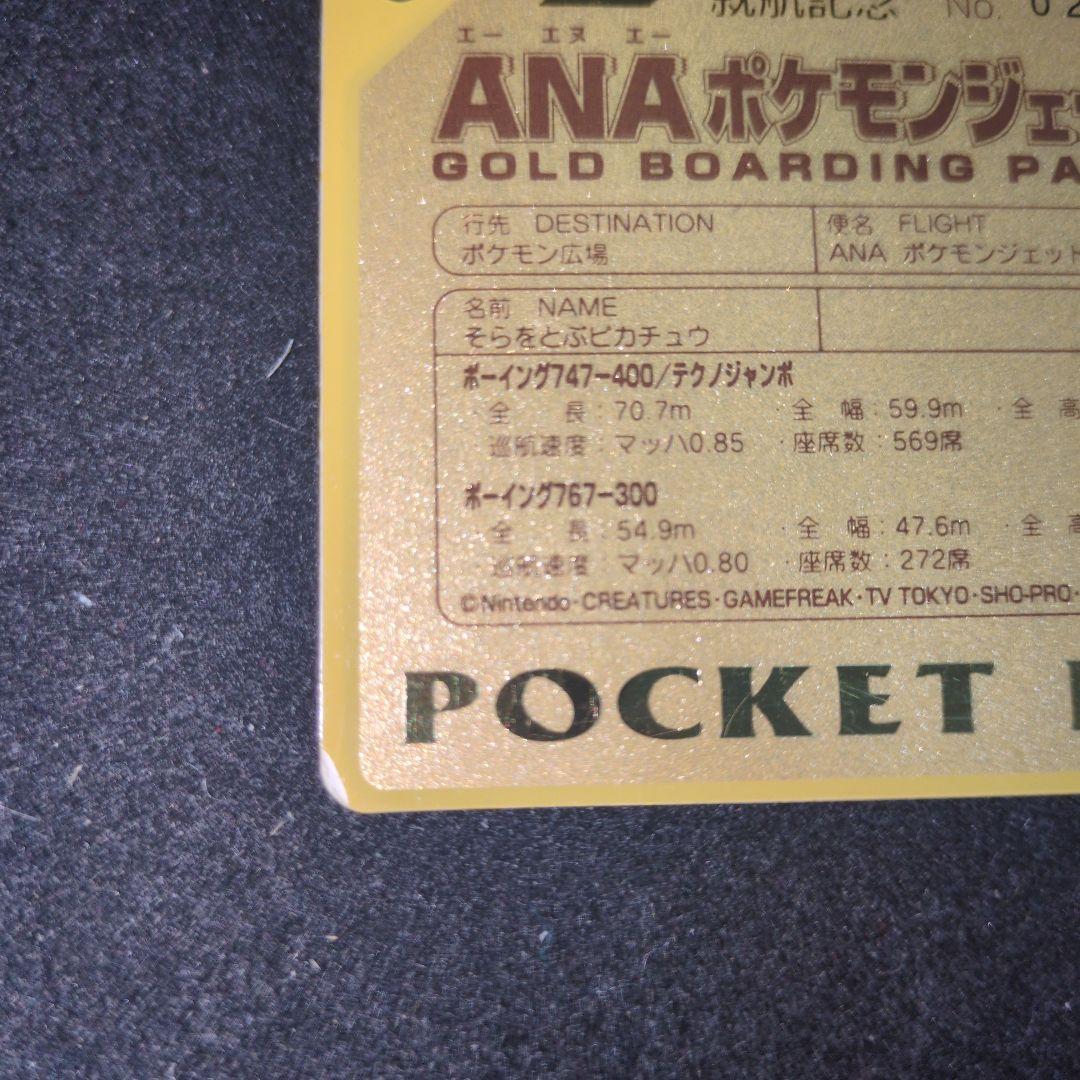 就航記念 No. 02
エー エヌ エー
ANAポケモンジェッ
GOLD BOARDING PA
行先 DESTINATION
ポケモン広場
便名 FLIGHT
ANA ポケモンジェット
名前 NAME
そらをとぶピカチュウ
ボーイング747-400/テクノジャンボ
・全 長：70.7m ・全 幅：59.9m ・全 高
・巡航速度：マッハ0.85 ・座席数：569席
ボーイング767-300
・全 長：54.9m ・全 幅：47.6m ・全
・巡航速度：マッハ0.80 ・座席数：272席
©Nintendo・CREATURES・GAMEFREAK・TV TOKYO・SHO-PRO・
POCKET